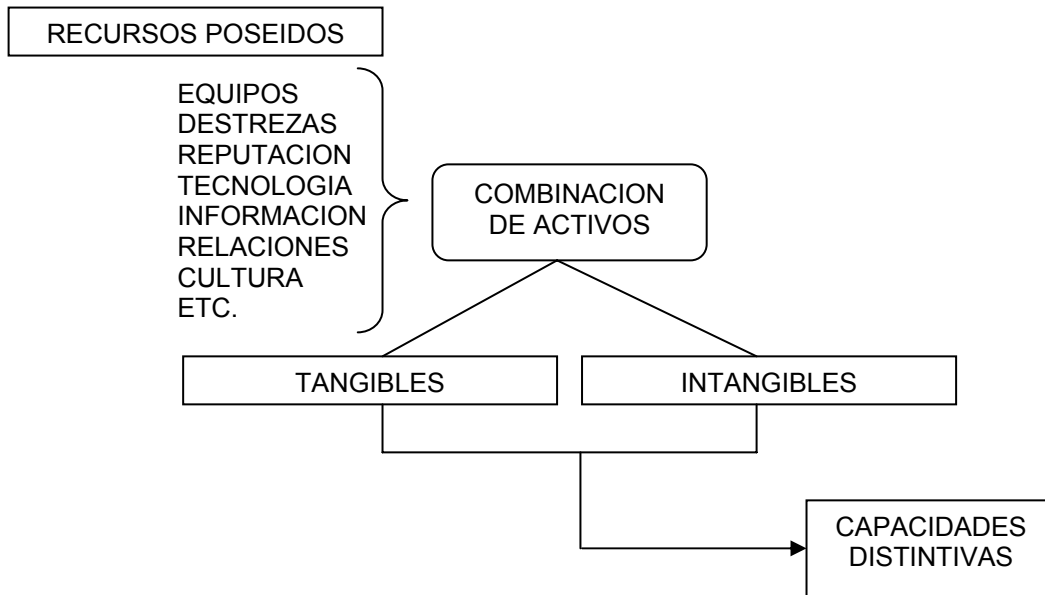 RECURSOS POSEIDOS
EQUIPOS
DESTREZAS
REPUTACION
TECNOLOGIA
INFORMACION
RELACIONES
CULTURA
ETC.
COMBINACION
DE ACTIVOS
TANGIBLES
INTANGIBLES
CAPACIDADES
DISTINTIVAS